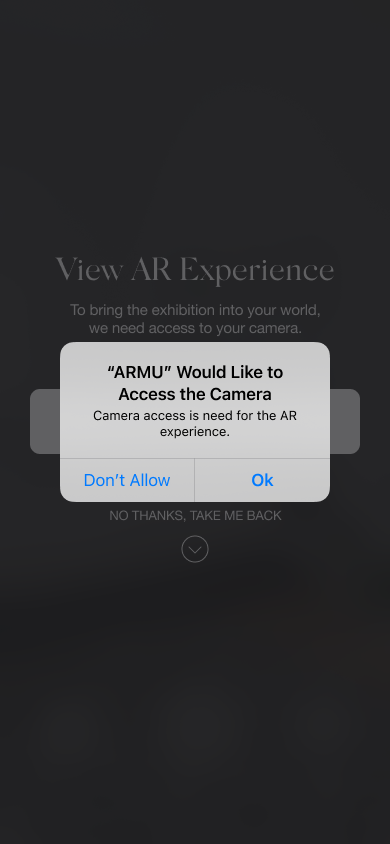 View AR Experience
To bring the exhibition into your world,
we need access to your camera.
“ARMU” Would Like to
Access the Camera
Camera access is need for the AR
experience.
Don’t Allow
Ok
NO THANKS, TAKE ME BACK